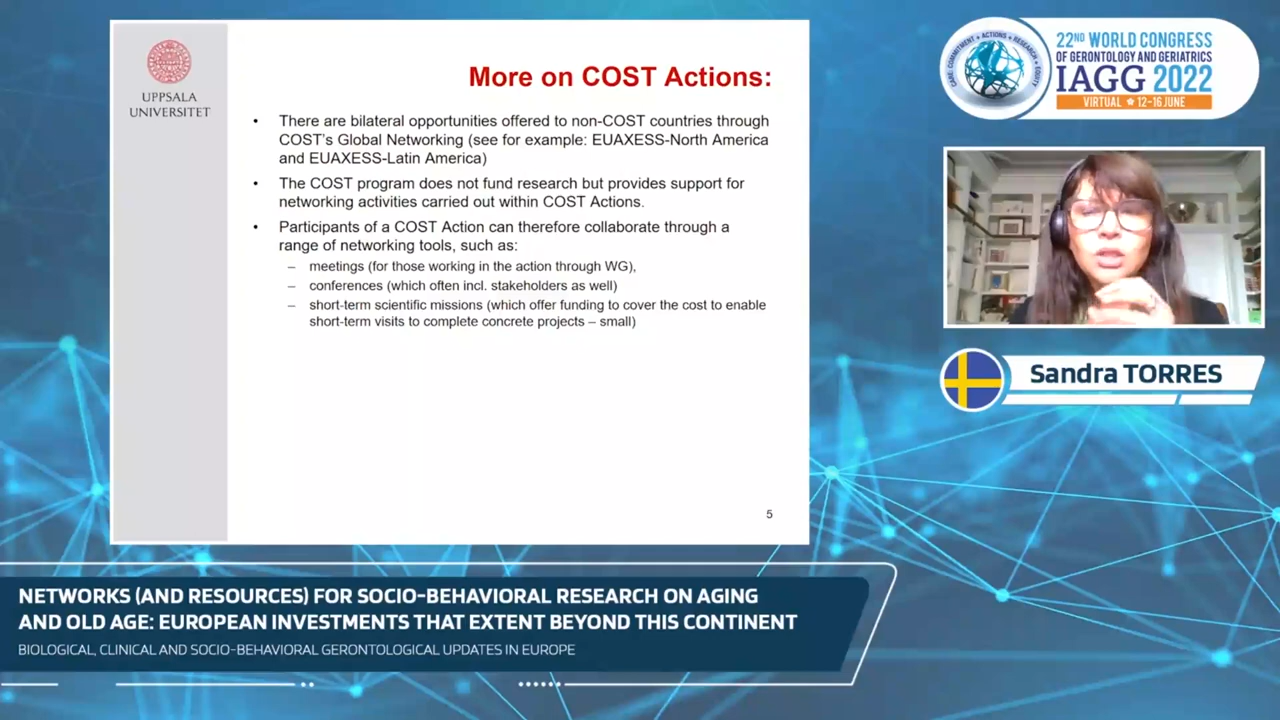 UPPSALA
UNIVERSITET
More on COST Actions:
• There are bilateral opportunities offered to non-COST countries through
COST's Global Networking (see for example: EUAXESS-North America
and EUAXESS-Latin America)
• The COST program does not fund research but provides support for
networking activities carried out within COST Actions.
• Participants of a COST Action can therefore collaborate through a
range of networking tools, such as:
– meetings (for those working in the action through WG),
– conferences (which often incl. stakeholders as well)
– short-term scientific missions (which offer funding to cover the cost to enable
short-term visits to complete concrete projects – small)
5
CARE: COMMITMENT • ACTIONS • RESEARCH • EQUITY
22ND WORLD CONGRESS
OF GERONTOLOGY AND GERIATRICS
IAGG 2022
VIRTUAL 12-16 JUNE
Sandra TORRES
NETWORKS (AND RESOURCES) FOR SOCIO-BEHAVIORAL RESEARCH ON AGING
AND OLD AGE: EUROPEAN INVESTMENTS THAT EXTENT BEYOND THIS CONTINENT
BIOLOGICAL, CLINICAL AND SOCIO-BEHAVIORAL GERONTOLOGICAL UPDATES IN EUROPE